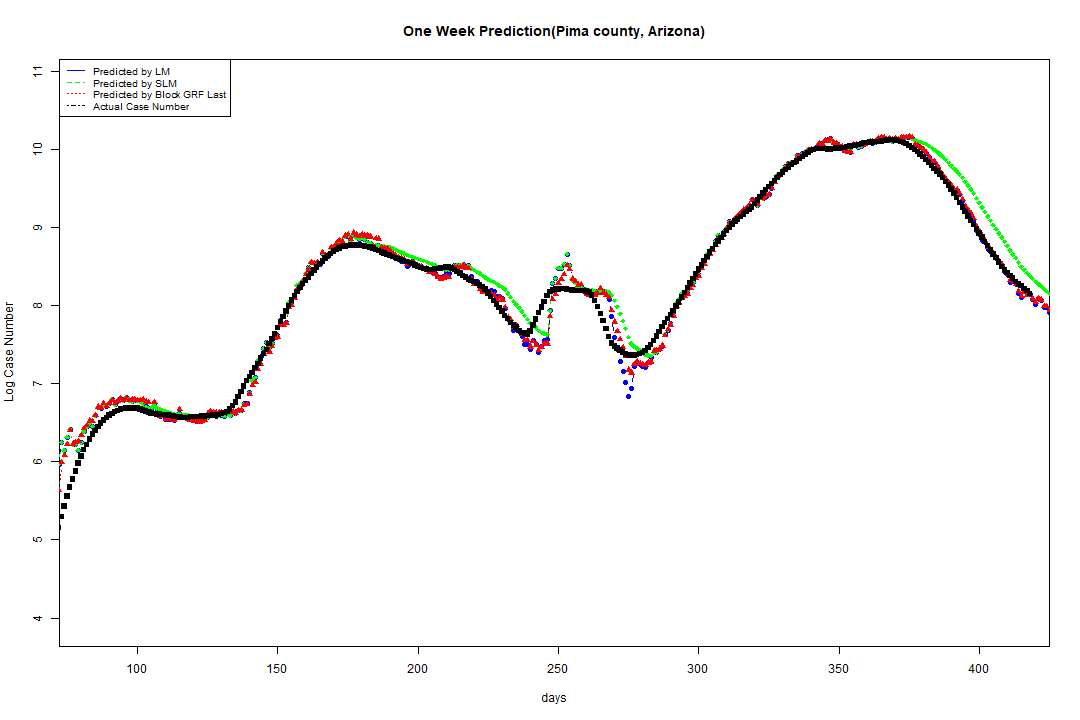 One Week Prediction(Pima county, Arizona)
Predicted by LM
Predicted by SLM
Predicted by Block GRF Last
Actual Case Number
Log Case Number
11
10
9
8
7
6
5
4
100 150 200 250 300 350 400
days